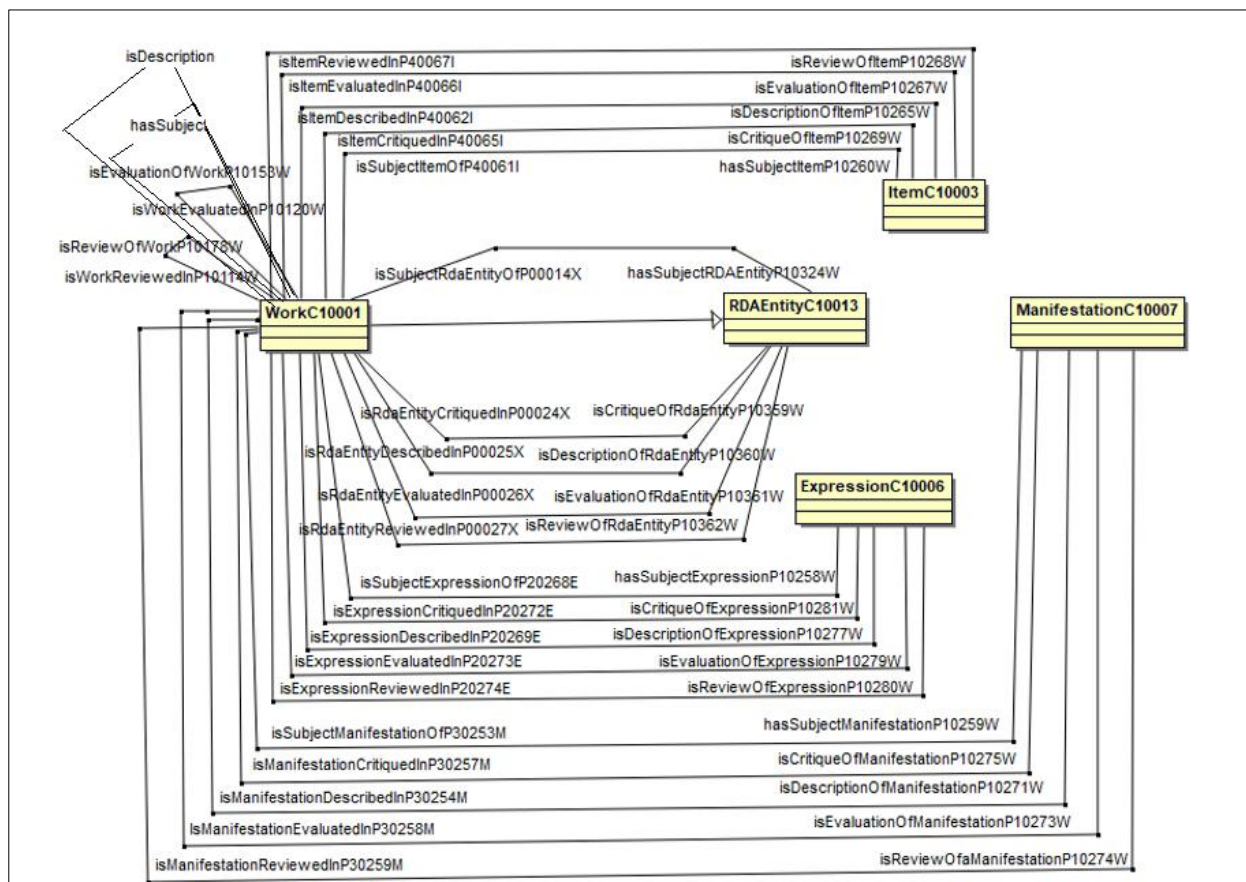 isDescription
isItemReviewedInP40067I
isReviewOfItemP10268W
isItemEvaluatedInP40066I
isEvaluationOfItemP10267W
hasSubject
isItemDescribedInP40062I
isDescriptionOfItemP10265W
isItemCritiquedInP40065I
isCritiqueOfItemP10269W
isSubjectItemOfP40061I
hasSubjectItemP10260W
isEvaluationOfWorkP10153W
isWorkEvaluatedInP10120W
ItemC10003
isReviewOfWorkP10178W
isWorkReviewedInP10114W
isSubjectRdaEntityOfP00014X
hasSubjectRDAEntityP10324W
WorkC10001
RDAEntityC10013
ManifestationC10007
isRdaEntityCritiquedInP00024X
isCritiqueOfRdaEntityP10359W
isRdaEntityDescribedInP00025X
isDescriptionOfRdaEntityP10360W
isRdaEntityEvaluatedInP00026X
isEvaluationOfRdaEntityP10361W
ExpressionC10006
isRdaEntityReviewedInP00027X
isReviewOfRdaEntityP10362W
isSubjectExpressionOfP20268E
hasSubjectExpressionP10258W
isExpressionCritiquedInP20272E
isCritiqueOfExpressionP10281W
isExpressionDescribedInP20269E
isDescriptionOfExpressionP10277W
isExpressionEvaluatedInP20273E
isEvaluationOfExpressionP10279W
isExpressionReviewedInP20274E
isReviewOfExpressionP10280W
isSubjectManifestationOfP30253M
hasSubjectManifestationP10259W
isManifestationCritiquedInP30257M
isCritiqueOfManifestationP10275W
isManifestationDescribedInP30254M
isDescriptionOfManifestationP10271W
IsManifestationEvaluatedInP30258M
isEvaluationOfManifestationP10273W
isManifestationReviewedInP30259M
isReviewOfaManifestationP10274W